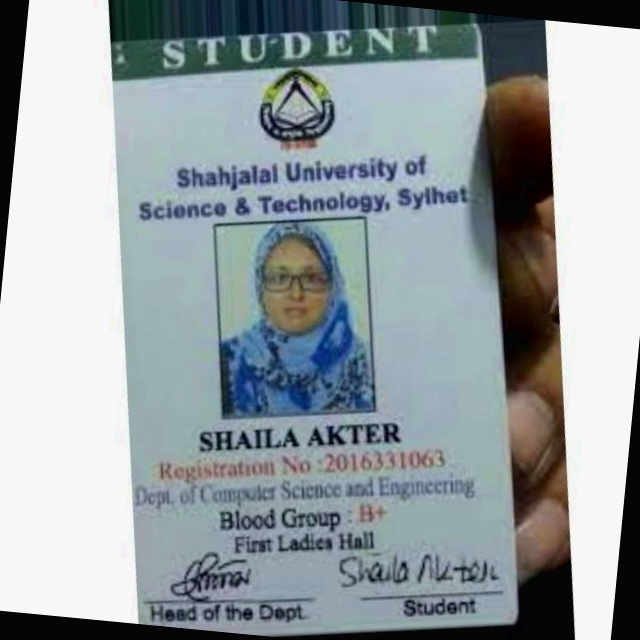 STUDENT
Shahjalal University of
Science & Technology, Sylhet
SHAILA AKTER
Registration No :2016331063
Dept. of Computer Science and Engineering
Blood Group : B+
First Ladies Hall
Shaila Akter
Head of the Dept.
Student